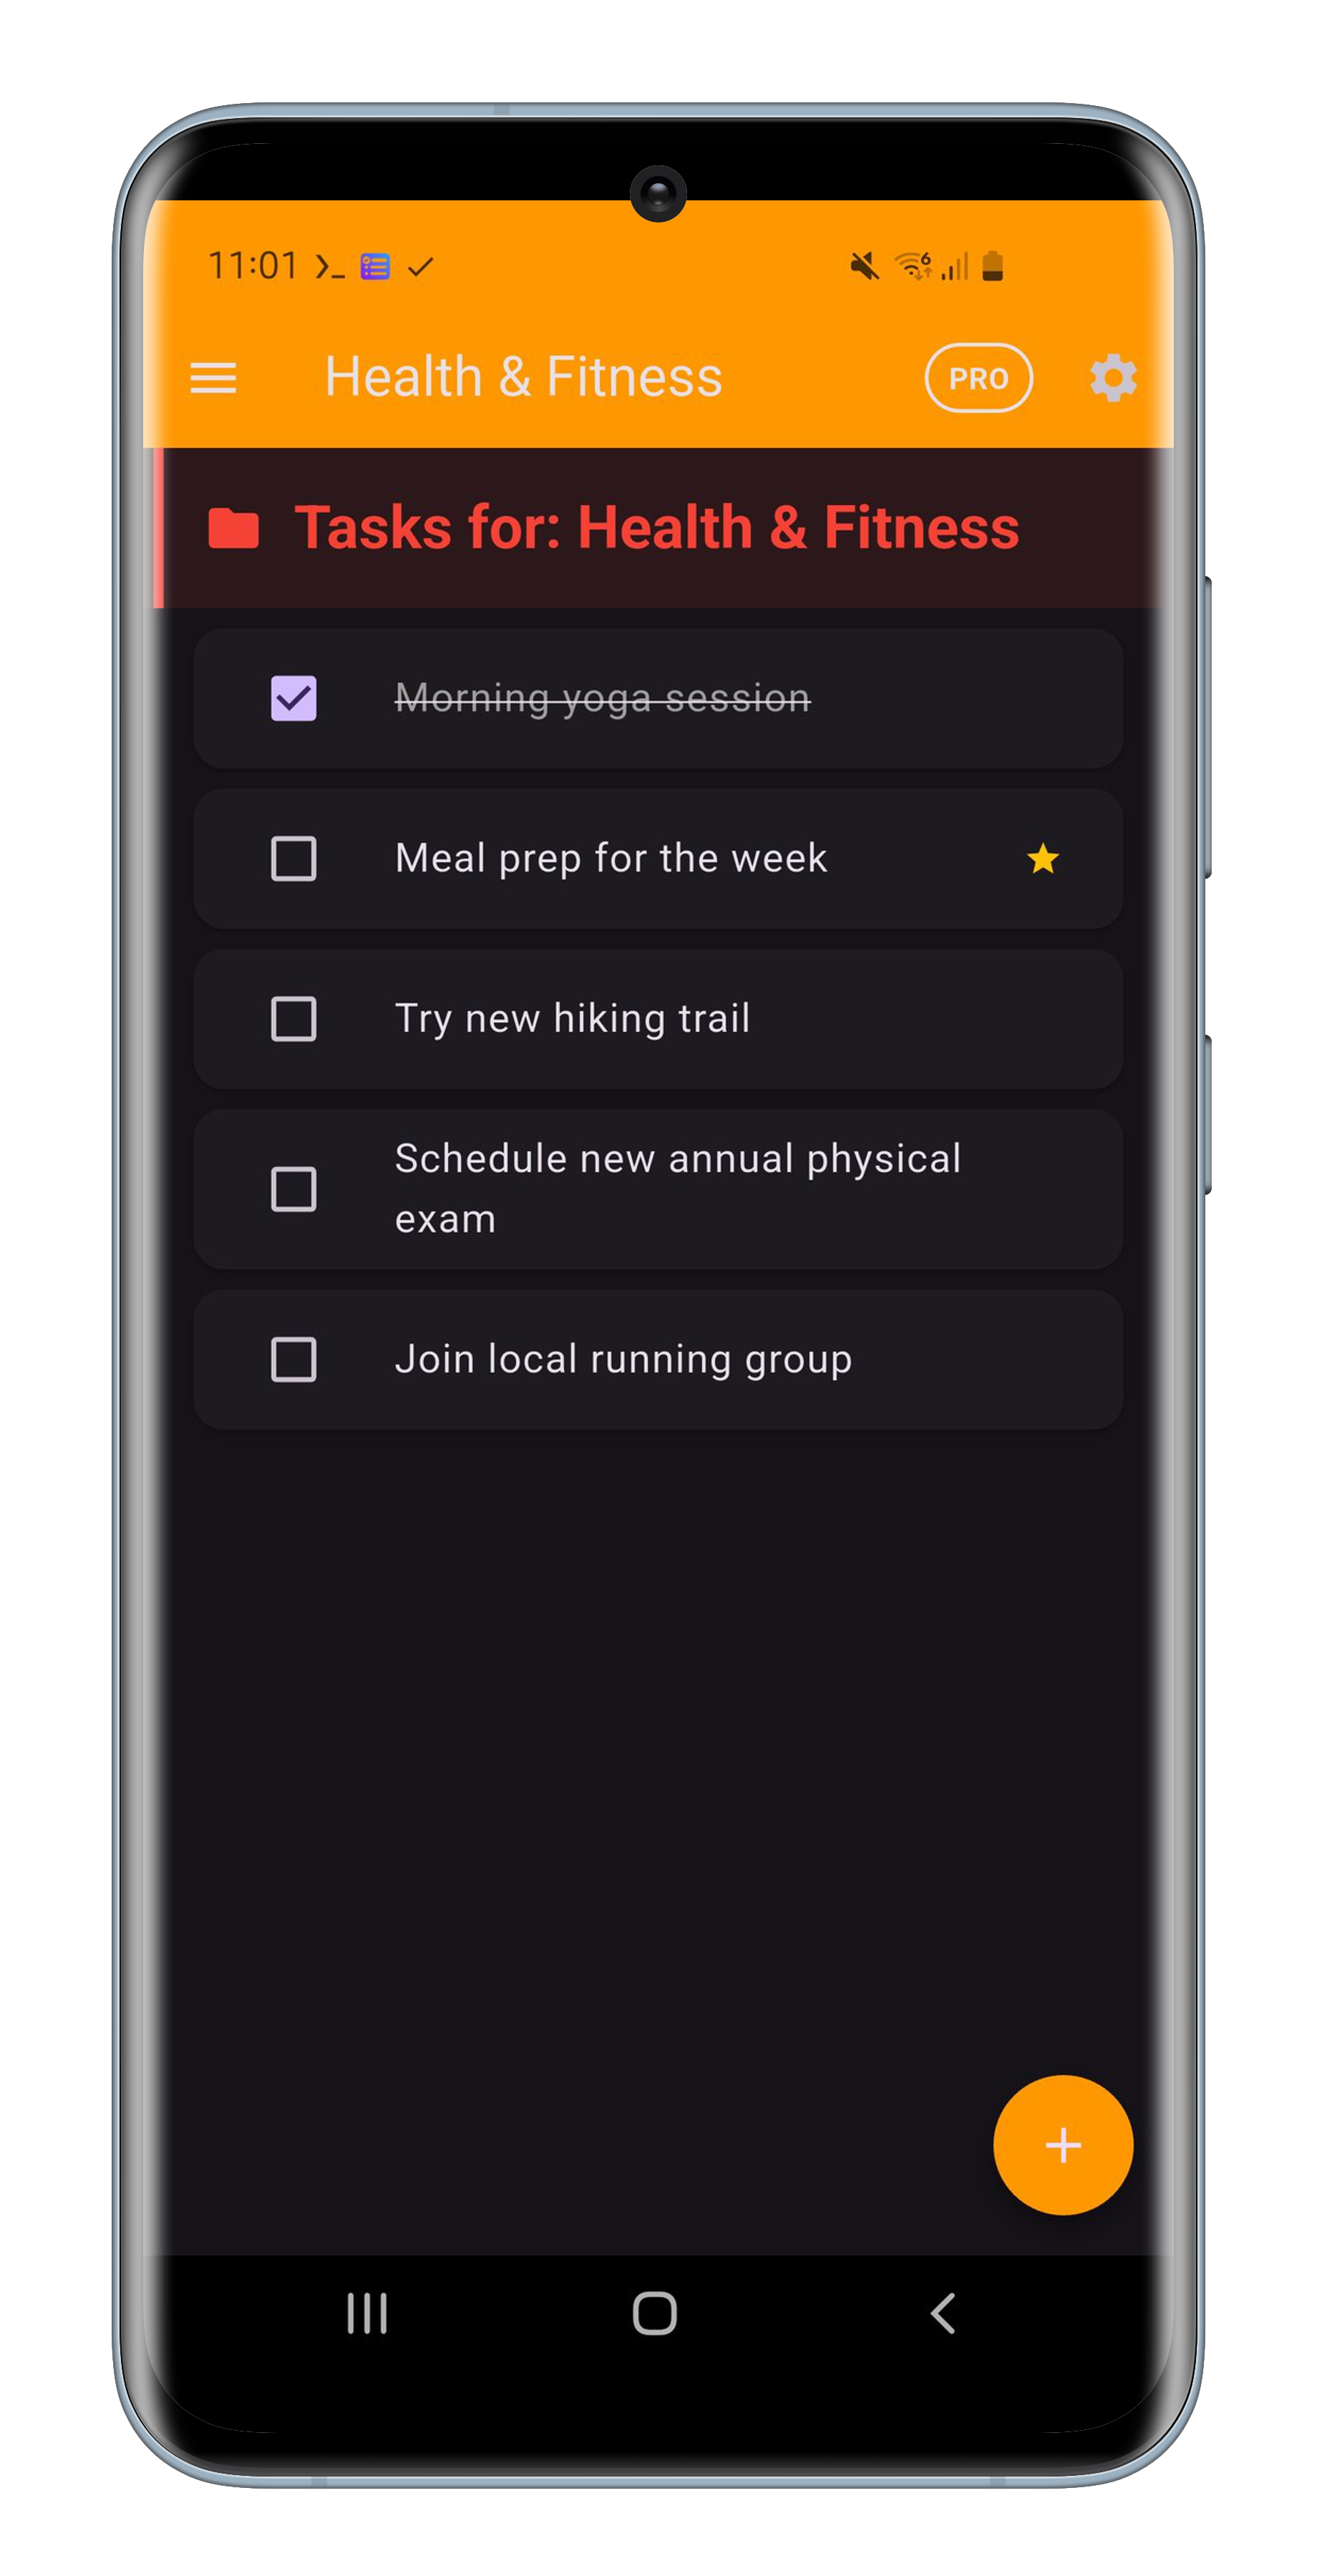 11:01
6
Health & Fitness
PRO
Tasks for: Health & Fitness
Morning yoga session
Meal prep for the week
Try new hiking trail
Schedule new annual physical
exam
Join local running group